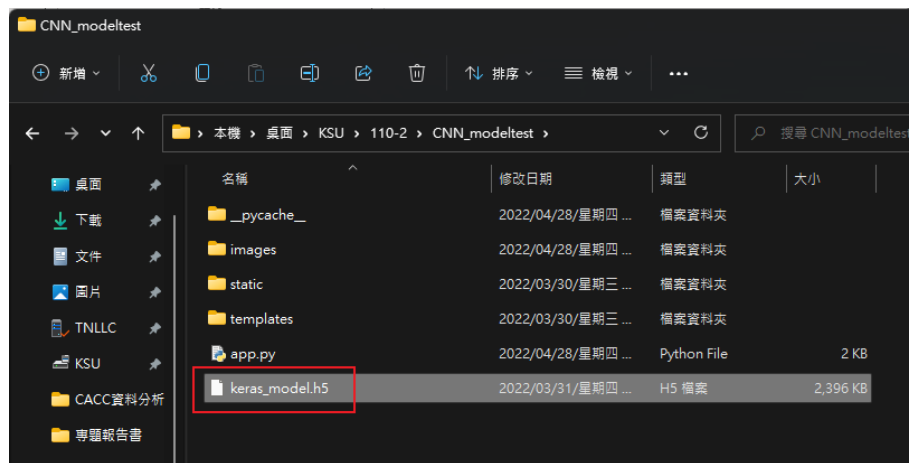 CNN_modeltest
新增
排序
檢視
本機 › 桌面 › KSU › 110-2 › CNN_modeltest ›
搜尋 CNN_modeltest
桌面
下載
文件
圖片
TNLLC
KSU
CACC資料分析
專題報告書
名稱 修改日期 類型 大小
__pycache__ 2022/04/28/星期四 ... 檔案資料夾
images 2022/04/28/星期四 ... 檔案資料夾
static 2022/03/30/星期三 ... 檔案資料夾
templates 2022/03/30/星期三 ... 檔案資料夾
app.py 2022/04/28/星期四 ... Python File 2 KB
keras_model.h5 2022/03/31/星期四 ... H5 檔案 2,396 KB